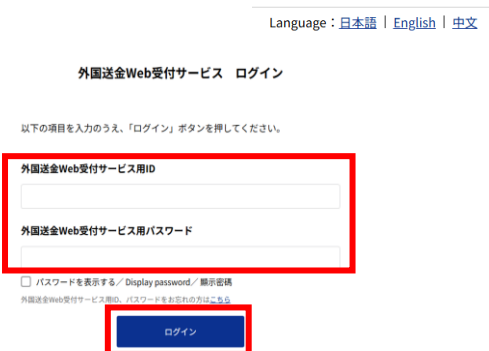 Language：日本語 | English | 中文
外国送金Web受付サービス　ログイン
以下の項目を入力のうえ、「ログイン」ボタンを押してください。
外国送金Web受付サービス用ID
外国送金Web受付サービス用パスワード
パスワードを表示する／Display password／顯示密碼
外国送金Web受付サービス用ID、パスワードをお忘れの方はこちら
ログイン